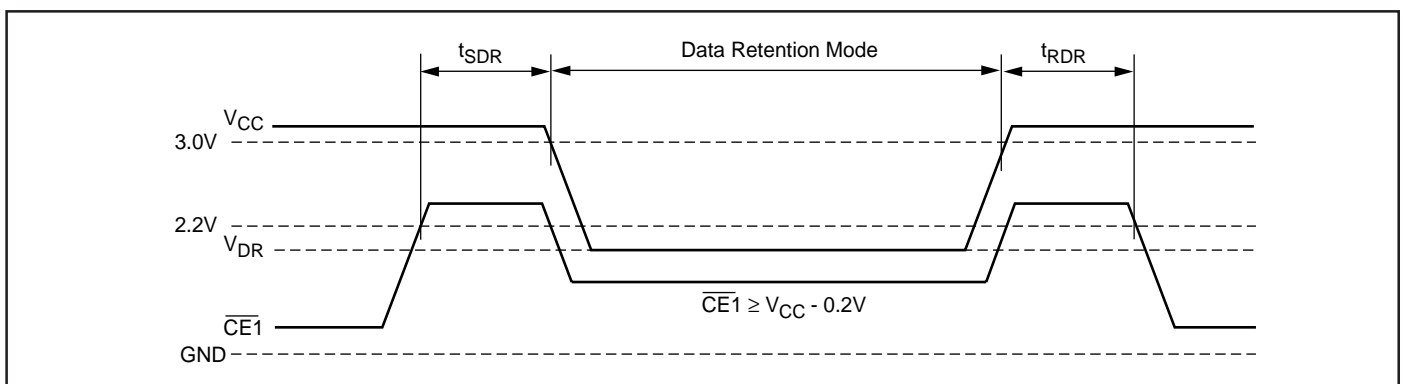 tSDR
Data Retention Mode
tRDR
VCC
3.0V
2.2V
VDR
CE1 ≥ VCC - 0.2V
CE1
GND